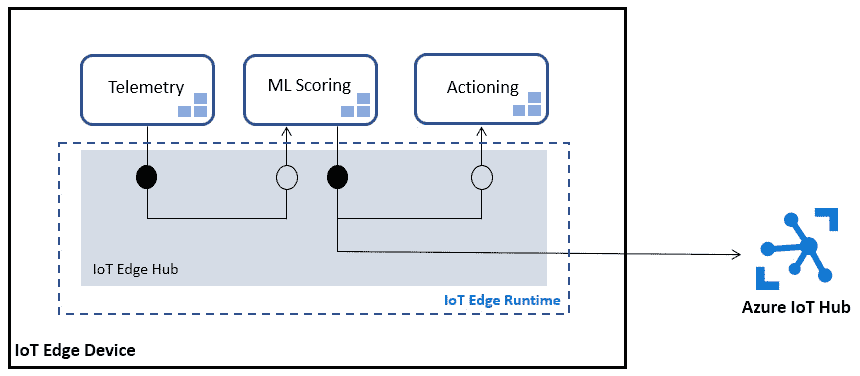 Telemetry
ML Scoring
Actioning
IoT Edge Hub
IoT Edge Runtime
Azure IoT Hub
IoT Edge Device